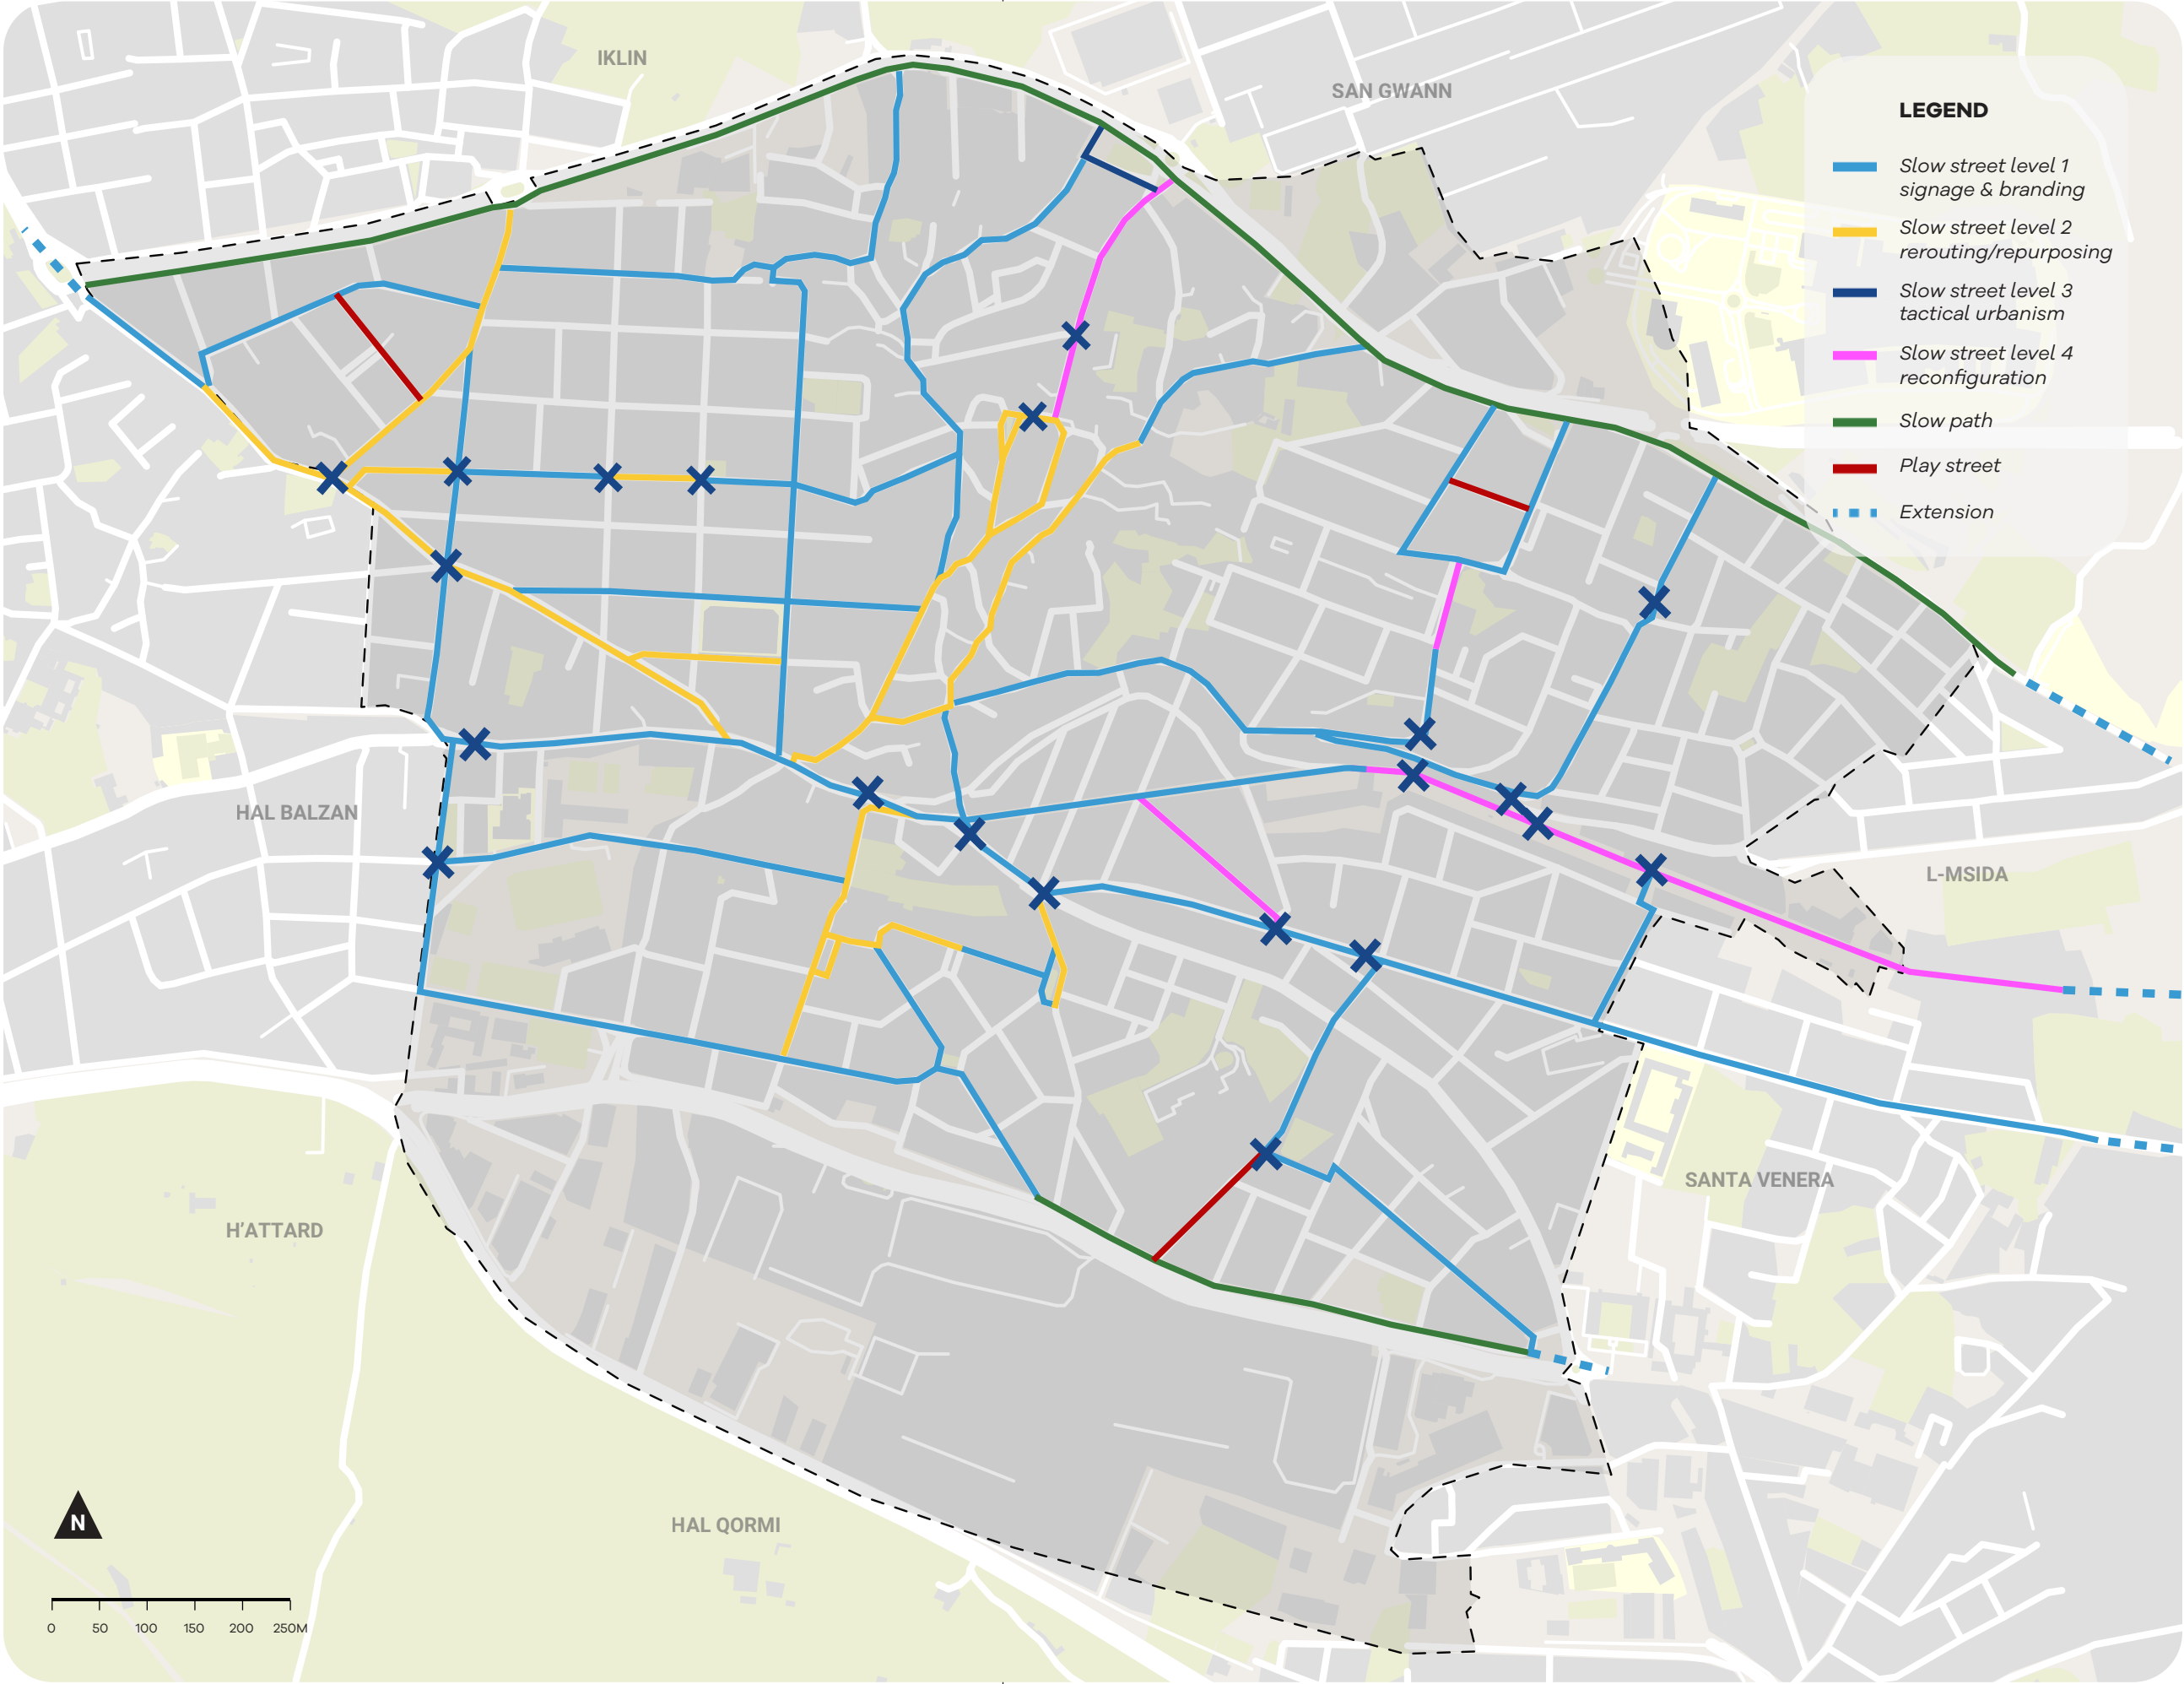 IKLIN
SAN GWANN
LEGEND
Slow street level 1
signage & branding
Slow street level 2
rerouting/repurposing
Slow street level 3
tactical urbanism
Slow street level 4
reconfiguration
Slow path
Play street
Extension
HAL BALZAN
L-MSIDA
SANTA VENERA
H'ATTARD
HAL QORMI
N
0 50 100 150 200 250M